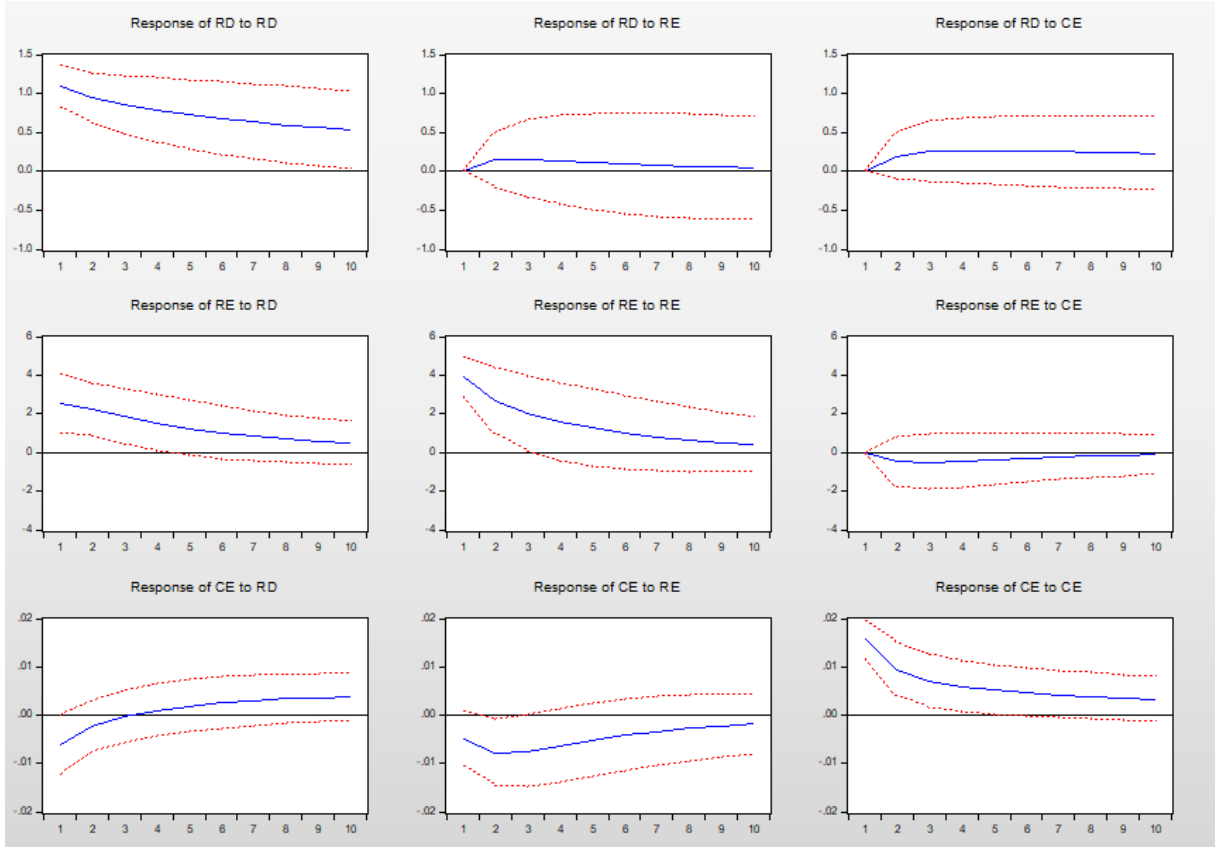 Response of RD to RD
1.5
1.0
0.5
0.0
-0.5
-1.0
1 2 3 4 5 6 7 8 9 10
Response of RD to RE
1.5
1.0
0.5
0.0
-0.5
-1.0
1 2 3 4 5 6 7 8 9 10
Response of RD to CE
1.5
1.0
0.5
0.0
-0.5
-1.0
1 2 3 4 5 6 7 8 9 10
Response of RE to RD
6
4
2
0
-2
-4
1 2 3 4 5 6 7 8 9 10
Response of RE to RE
6
4
2
0
-2
-4
1 2 3 4 5 6 7 8 9 10
Response of RE to CE
6
4
2
0
-2
-4
1 2 3 4 5 6 7 8 9 10
Response of CE to RD
.02
.01
.00
-.01
-.02
1 2 3 4 5 6 7 8 9 10
Response of CE to RE
.02
.01
.00
-.01
-.02
1 2 3 4 5 6 7 8 9 10
Response of CE to CE
.02
.01
.00
-.01
-.02
1 2 3 4 5 6 7 8 9 10